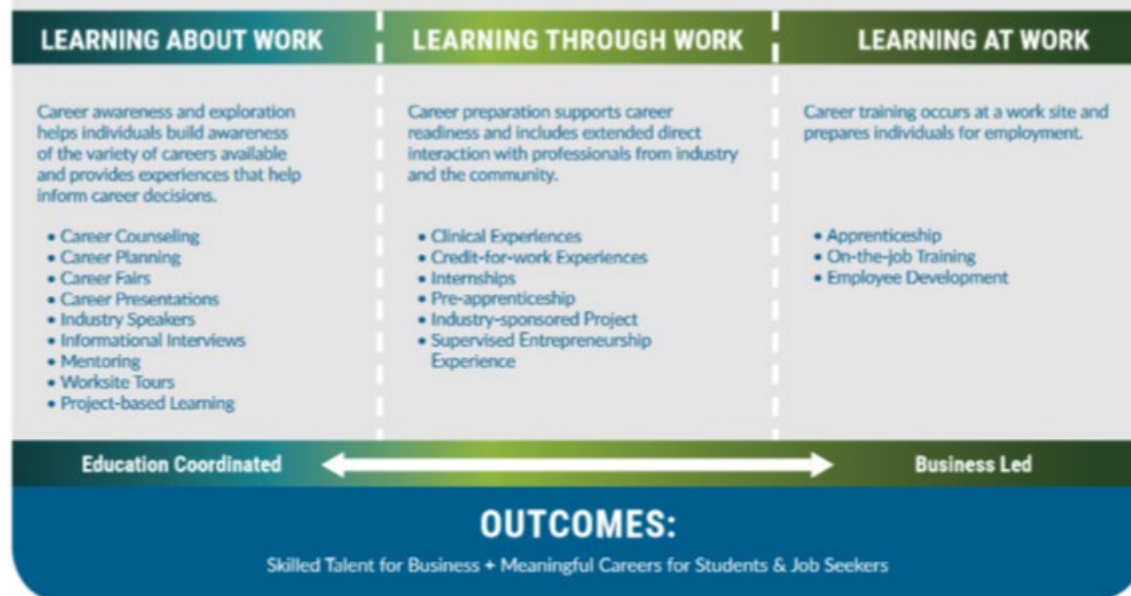 LEARNING ABOUT WORK
Career awareness and exploration
helps individuals build awareness
of the variety of careers available
and provides experiences that help
inform career decisions.
• Career Counseling
• Career Planning
• Career Fairs
• Career Presentations
• Industry Speakers
• Informational Interviews
• Mentoring
• Worksite Tours
• Project-based Learning
LEARNING THROUGH WORK
Career preparation supports career
readiness and includes extended direct
interaction with professionals from industry
and the community.
• Clinical Experiences
• Credit-for-work Experiences
• Internships
• Pre-apprenticeship
• Industry-sponsored Project
• Supervised Entrepreneurship
Experience
LEARNING AT WORK
Career training occurs at a work site and
prepares individuals for employment.
• Apprenticeship
• On-the-job Training
• Employee Development
Education Coordinated
Business Led
OUTCOMES:
Skilled Talent for Business + Meaningful Careers for Students & Job Seekers